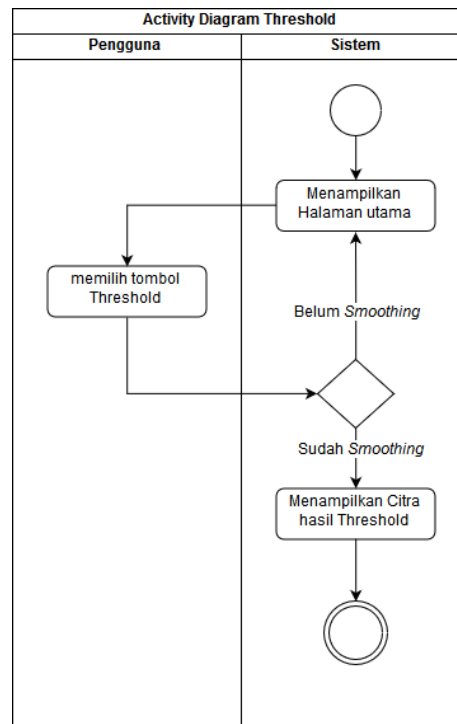 Activity Diagram Threshold
Pengguna
Sistem
Menampilkan
Halaman utama
memilih tombol
Threshold
Belum Smoothing
Sudah Smoothing
Menampilkan Citra
hasil Threshold